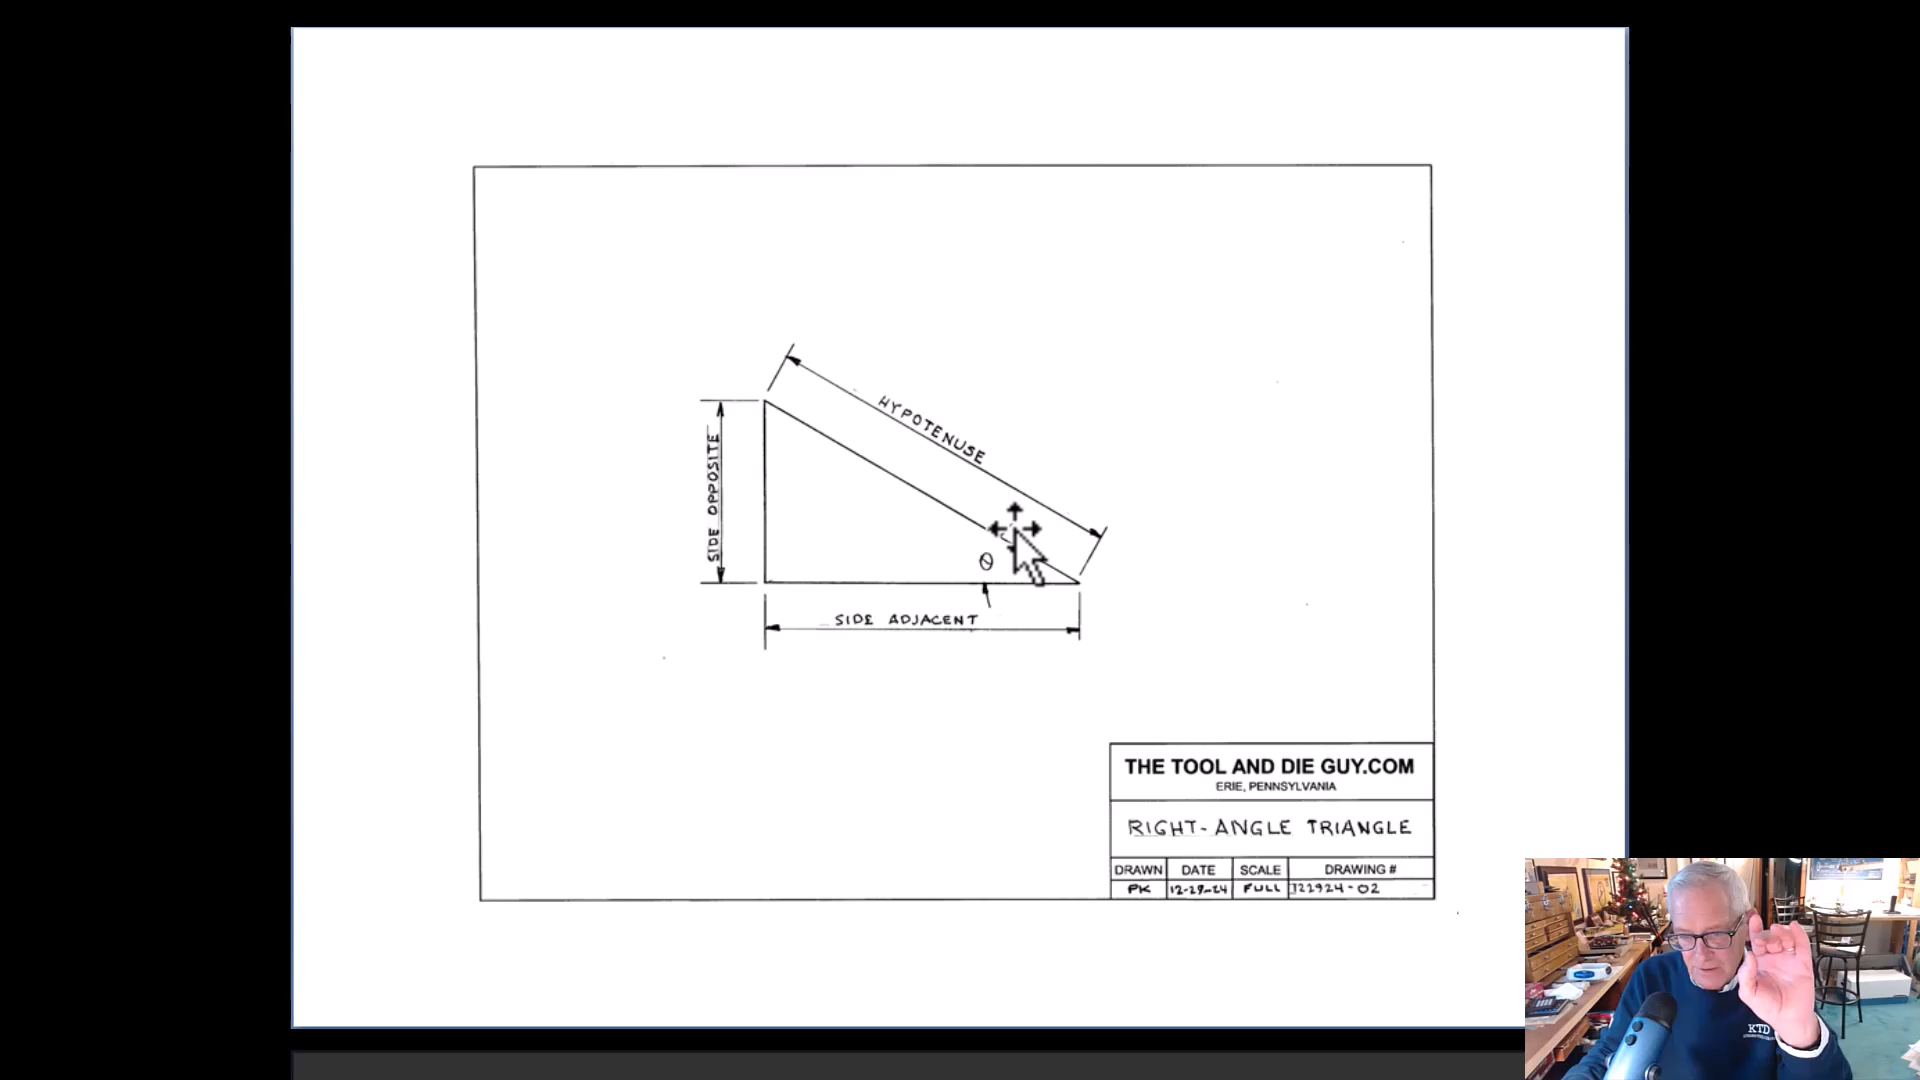 HYPOTENUSE
SIDE OPPOSITE
θ
SIDE ADJACENT
THE TOOL AND DIE GUY.COM
ERIE, PENNSYLVANIA
RIGHT-ANGLE TRIANGLE
DRAWN DATE SCALE DRAWING #
PK 12-29-24 FULL 122924-02
KTD